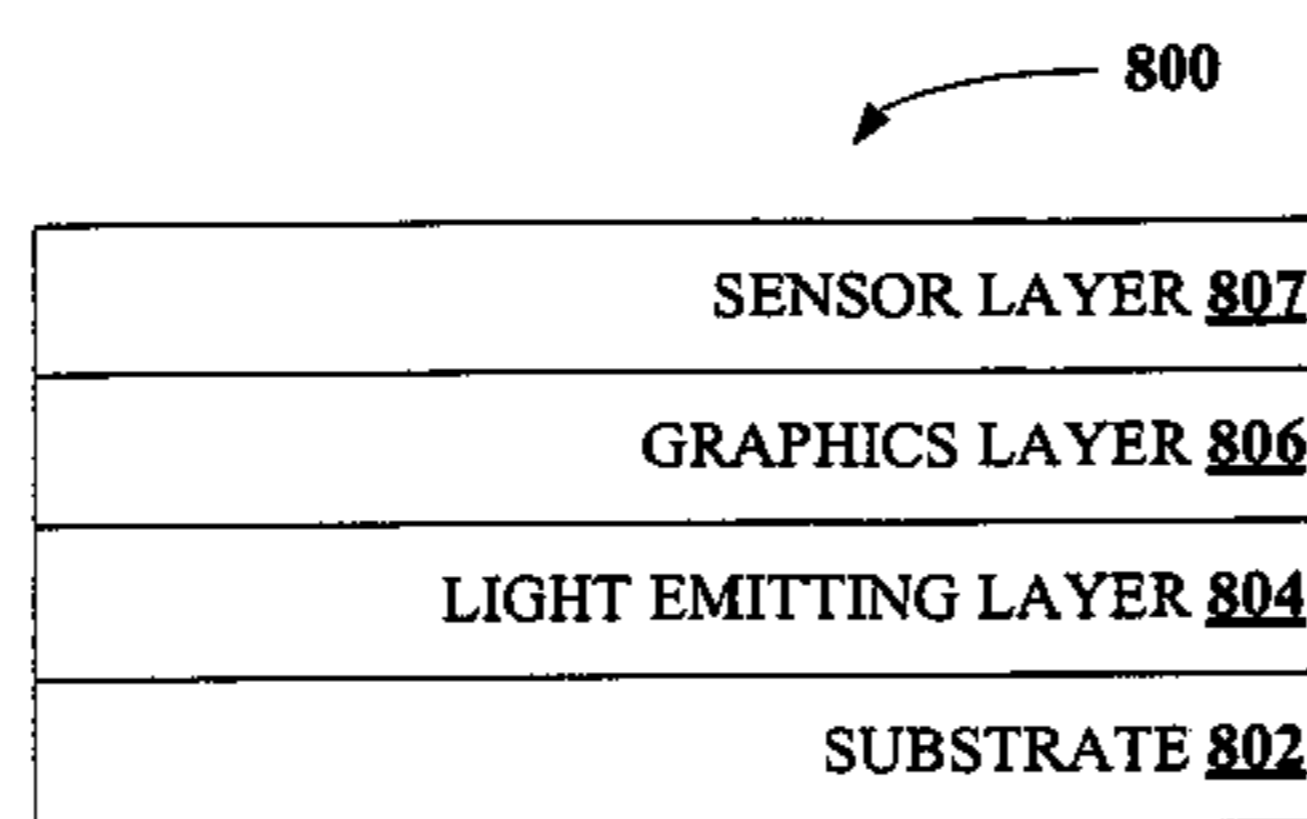 800
SENSOR LAYER 807
GRAPHICS LAYER 806
LIGHT EMITTING LAYER 804
SUBSTRATE 802